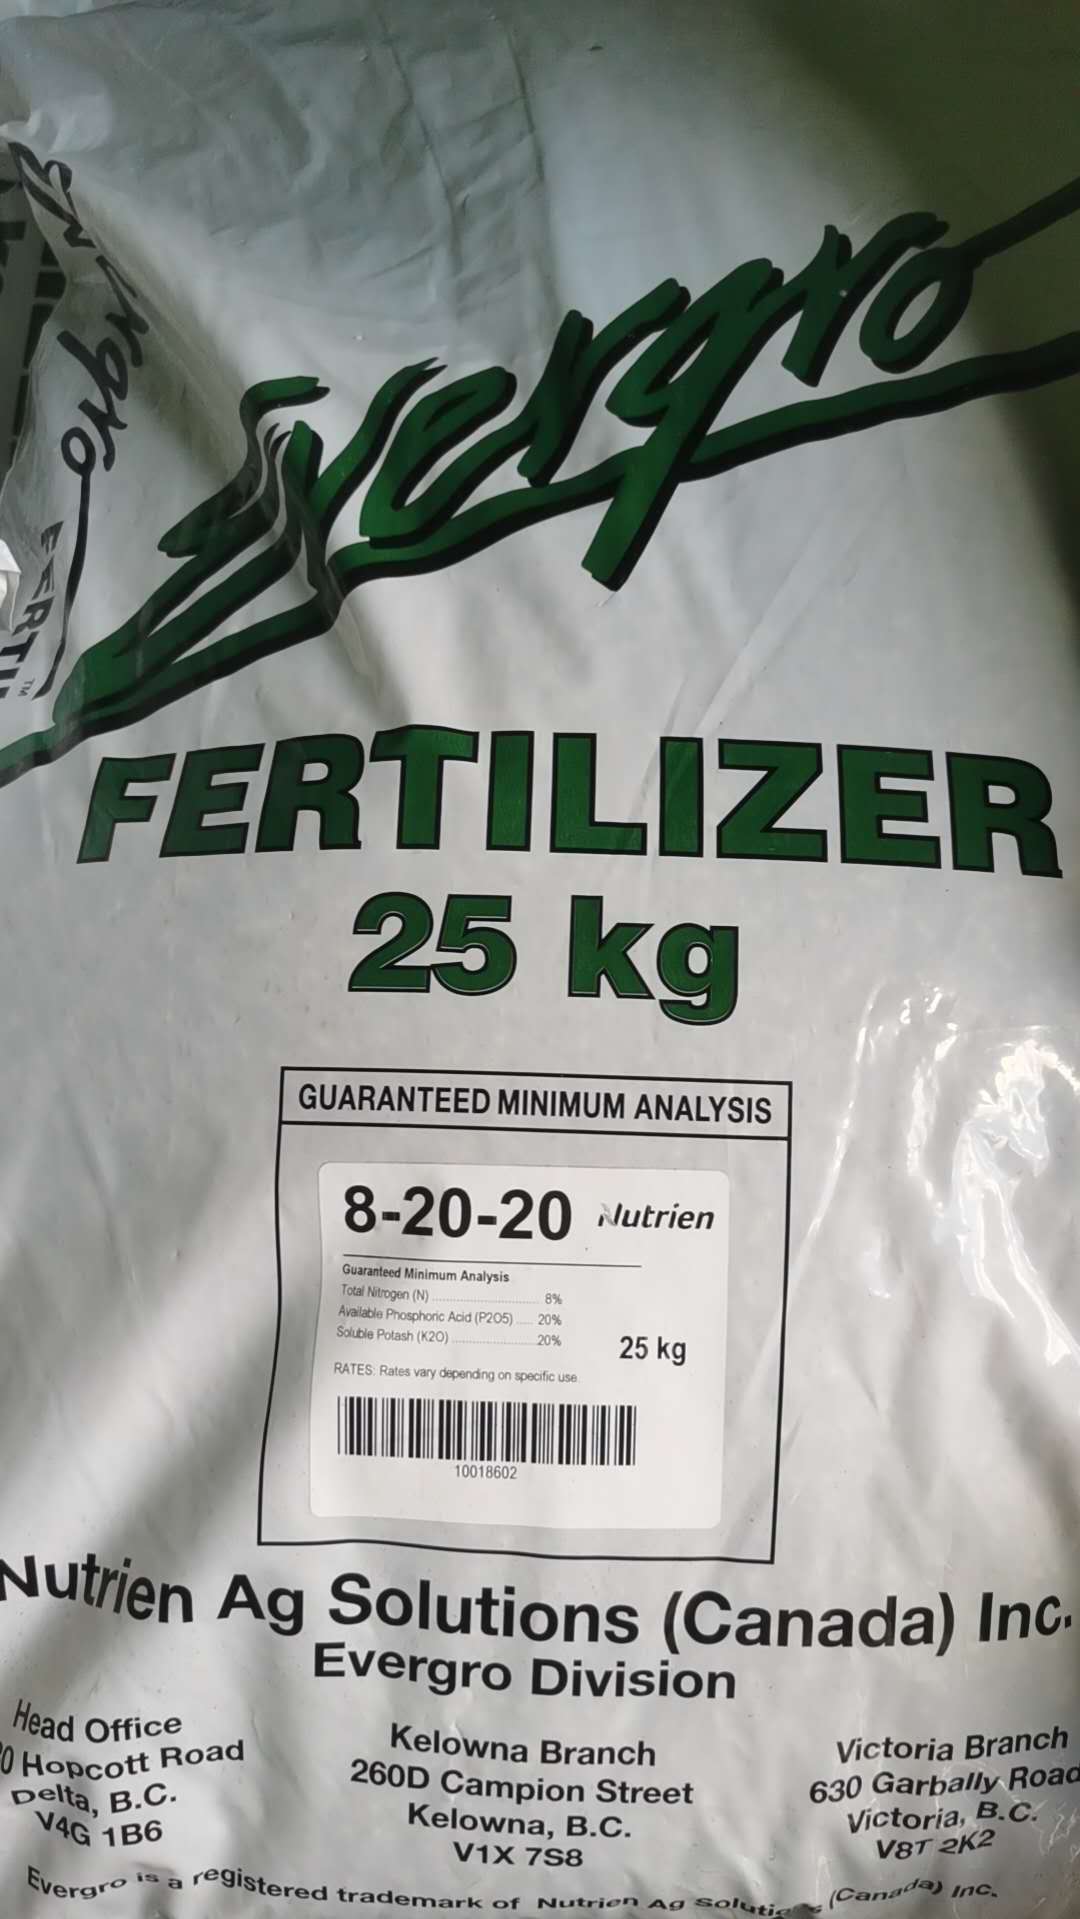 Evergro
Evergro
FERTIL
TM
FERTILIZER
25 kg
GUARANTEED MINIMUM ANALYSIS
8-20-20 Nutrien
Guaranteed Minimum Analysis
Total Nitrogen (N) 8%
Available Phosphoric Acid (P2O5) 20%
Soluble Potash (K2O) 20%
25 kg
RATES: Rates vary depending on specific use.
10018602
Nutrien Ag Solutions (Canada) Inc.
Evergro Division
Head Office
0 Hopcott Road
Delta, B.C.
V4G 1B6
Kelowna Branch
260D Campion Street
Kelowna, B.C.
V1X 7S8
Victoria Branch
630 Garbally Road
Victoria, B.C.
V8T 2K2
Evergro is a registered trademark of Nutrien Ag Solutions (Canada) Inc.